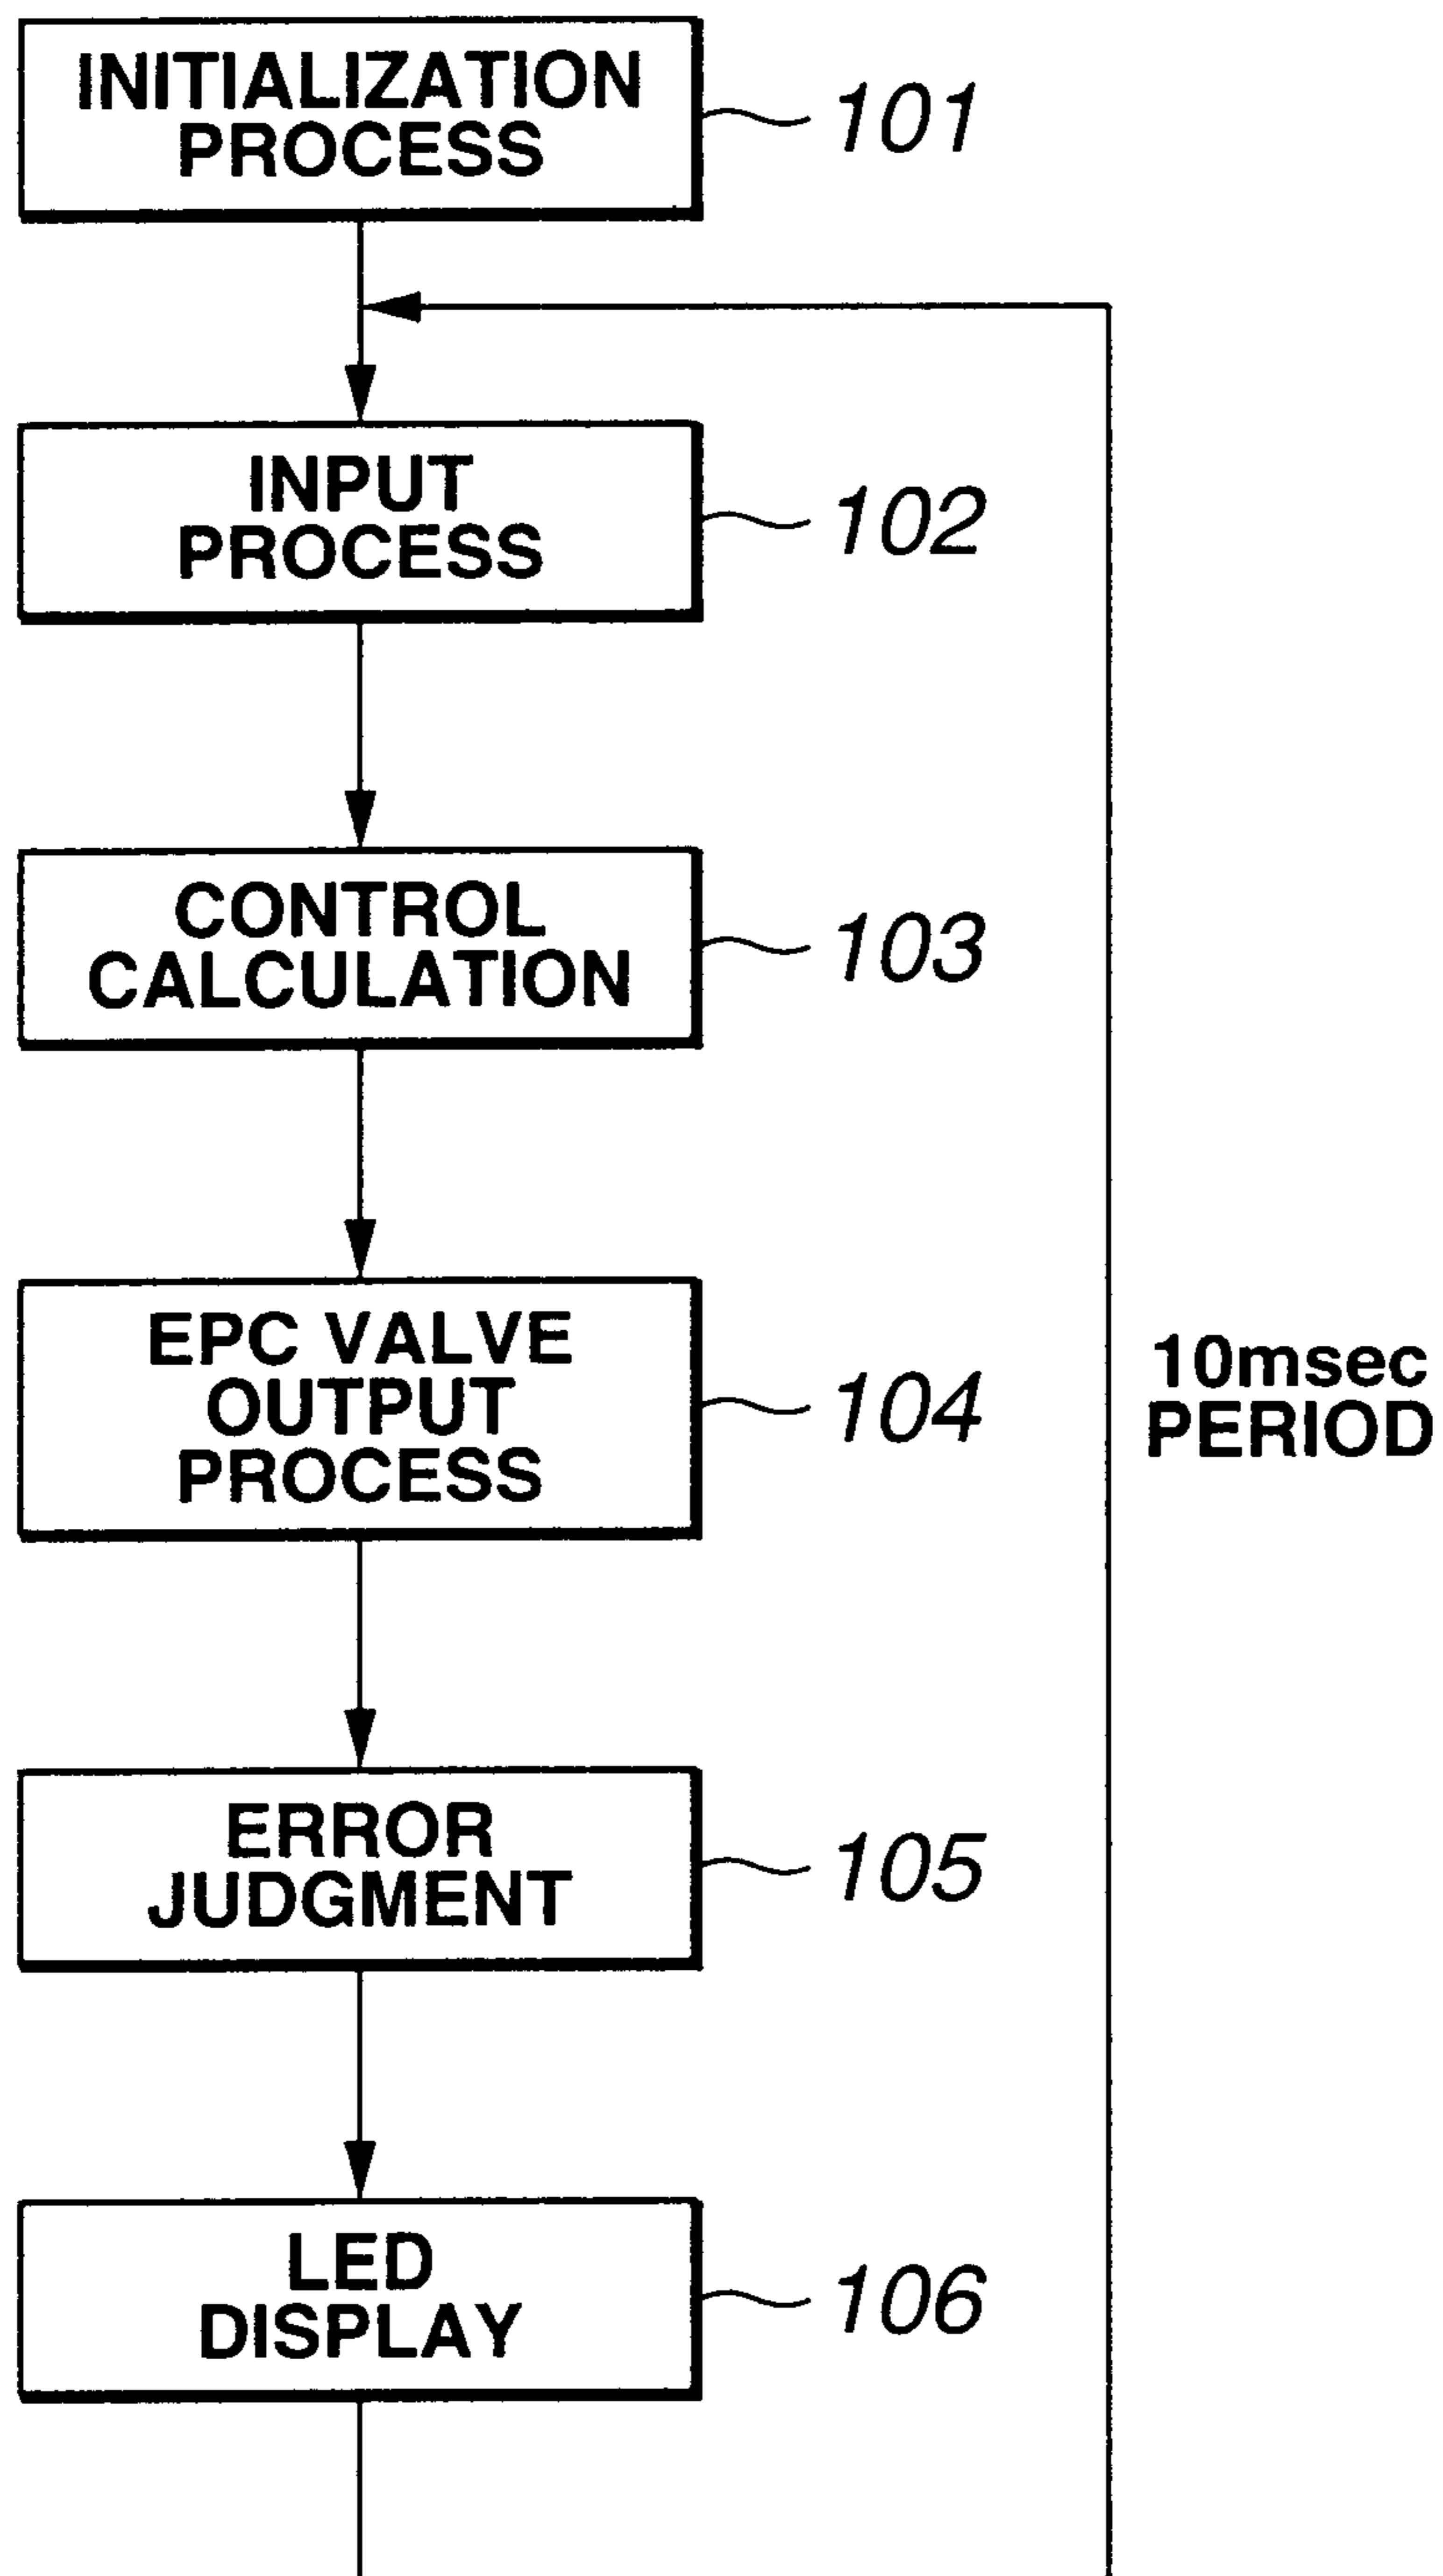 INITIALIZATION
PROCESS
101
INPUT
PROCESS
102
CONTROL
CALCULATION
103
EPC VALVE
OUTPUT
PROCESS
104
10msec
PERIOD
ERROR
JUDGMENT
105
LED
DISPLAY
106